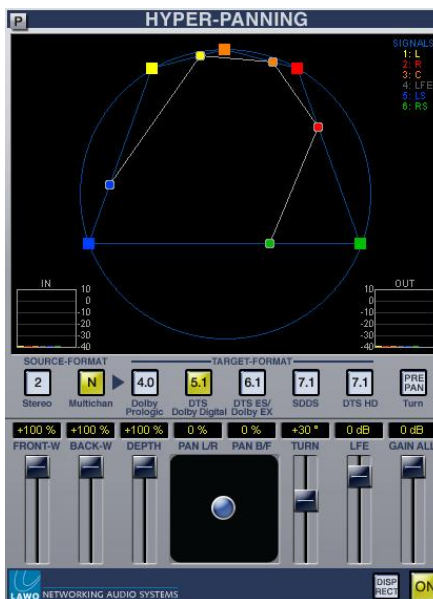 P HYPER-PANNING
SIGNALS
1: L
2: R
3: C
4: LFE
5: LS
6: RS
IN OUT
10 10
0 0
-10 -10
-20 -20
-30 -30
-40 -40
SOURCE-FORMAT TARGET-FORMAT
2 N 4.0 5.1 6.1 7.1 7.1 PRE PAN
Stereo Multichan Dolby Prologic DTS Dolby Digital DTS ES/ Dolby EX SDDS DTS HD Turn
+100 % +100 % +100 % 0 % 0 % +30 ° 0 dB 0 dB
FRONT-W BACK-W DEPTH PAN L/R PAN B/F TURN LFE GAIN ALL
LAWO NETWORKING AUDIO SYSTEMS DISP RECT ON